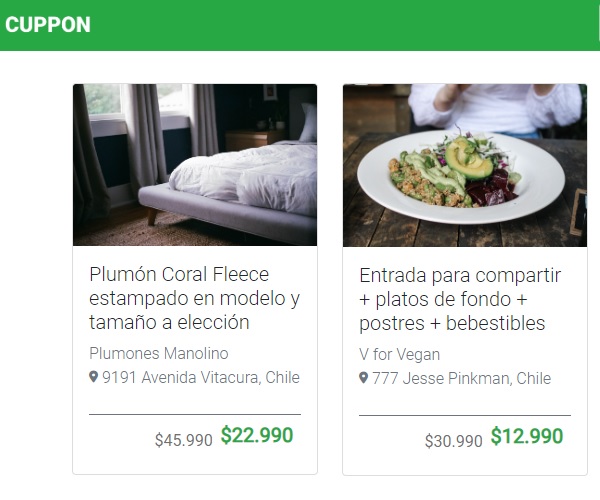 CUPPON
Plumón Coral Fleece
estampado en modelo y
tamaño a elección
Plumones Manolino
9191 Avenida Vitacura, Chile
$45.990 $22.990
Entrada para compartir
+ platos de fondo +
postres + bebestibles
V for Vegan
777 Jesse Pinkman, Chile
$30.990 $12.990